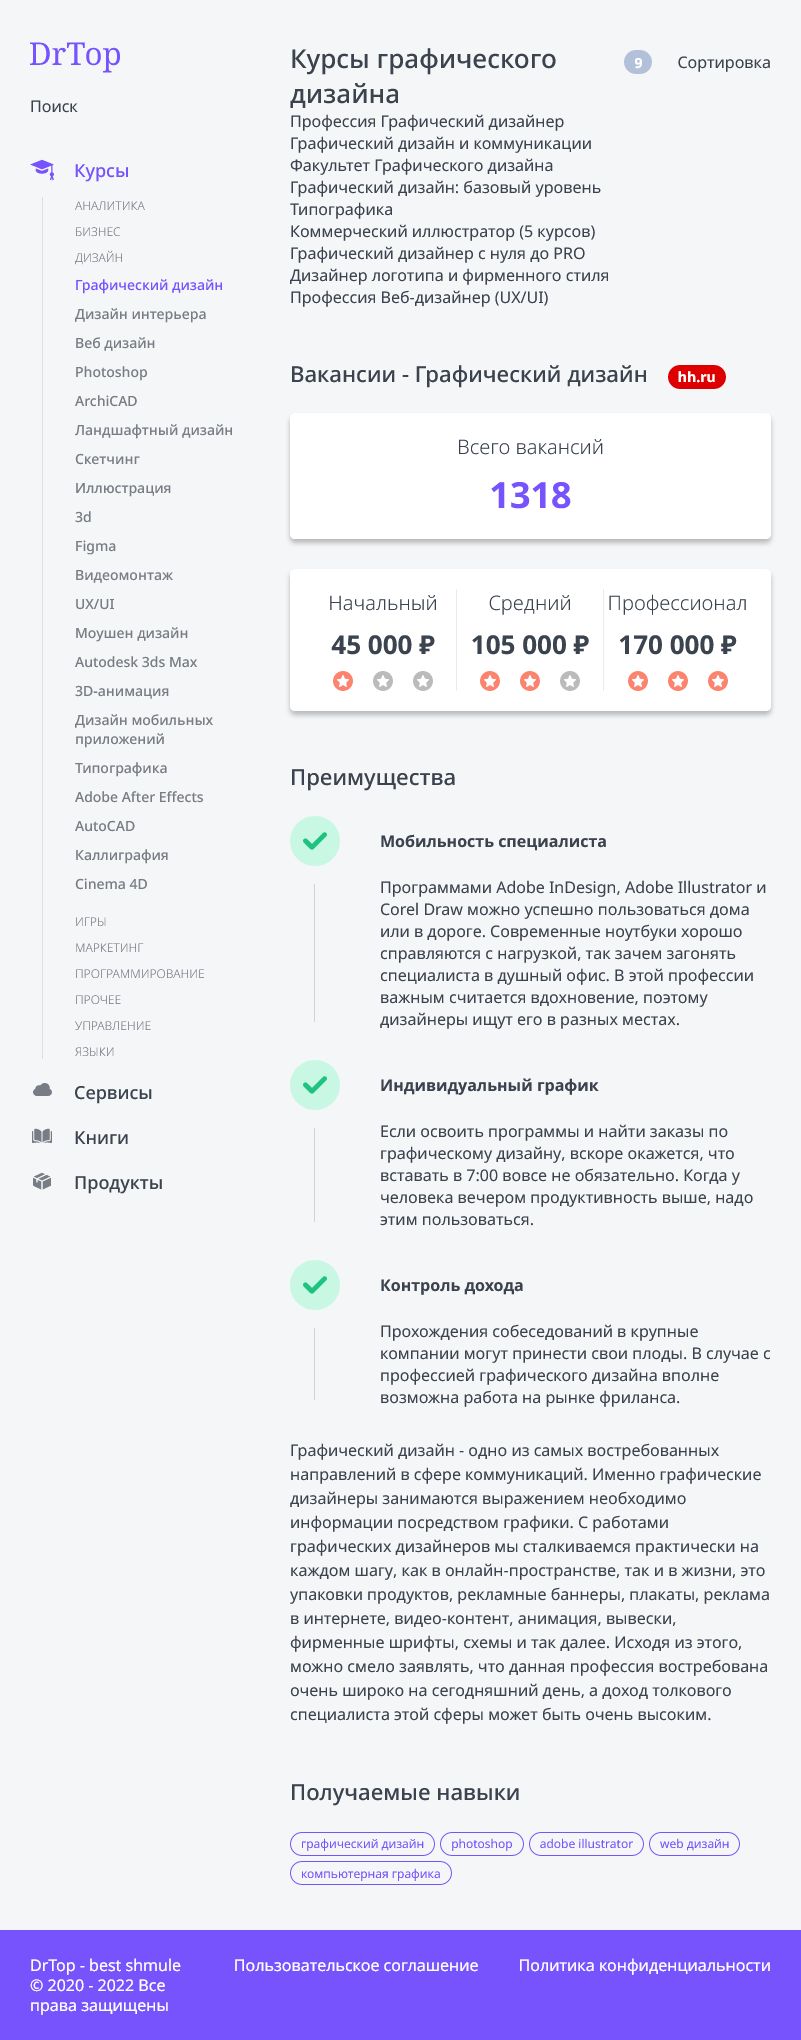 DrTop
Поиск
Курсы
АНАЛИТИКА
БИЗНЕС
ДИЗАЙН
Графический дизайн
Дизайн интерьера
Веб дизайн
Photoshop
ArchiCAD
Ландшафтный дизайн
Скетчинг
Иллюстрация
3d
Figma
Видеомонтаж
UX/UI
Моушен дизайн
Autodesk 3ds Max
3D-анимация
Дизайн мобильных
приложений
Типографика
Adobe After Effects
AutoCAD
Каллиграфия
Cinema 4D
ИГРЫ
МАРКЕТИНГ
ПРОГРАММИРОВАНИЕ
ПРОЧЕЕ
УПРАВЛЕНИЕ
ЯЗЫКИ
Сервисы
Книги
Продукты
Курсы графического
дизайна
9
Сортировка
Профессия Графический дизайнер
Графический дизайн и коммуникации
Факультет Графического дизайна
Графический дизайн: базовый уровень
Типографика
Коммерческий иллюстратор (5 курсов)
Графический дизайнер с нуля до PRO
Дизайнер логотипа и фирменного стиля
Профессия Веб-дизайнер (UX/UI)
Вакансии - Графический дизайн hh.ru
Всего вакансий
1318
Начальный Средний Профессионал
45 000 ₽ 105 000 ₽ 170 000 ₽
Преимущества
Мобильность специалиста
Программами Adobe InDesign, Adobe Illustrator и
Corel Draw можно успешно пользоваться дома
или в дороге. Современные ноутбуки хорошо
справляются с нагрузкой, так зачем загонять
специалиста в душный офис. В этой профессии
важным считается вдохновение, поэтому
дизайнеры ищут его в разных местах.
Индивидуальный график
Если освоить программы и найти заказы по
графическому дизайну, вскоре окажется, что
вставать в 7:00 вовсе не обязательно. Когда у
человека вечером продуктивность выше, надо
этим пользоваться.
Контроль дохода
Прохождения собеседований в крупные
компании могут принести свои плоды. В случае с
профессией графического дизайна вполне
возможна работа на рынке фриланса.
Графический дизайн - одно из самых востребованных
направлений в сфере коммуникаций. Именно графические
дизайнеры занимаются выражением необходимо
информации посредством графики. С работами
графических дизайнеров мы сталкиваемся практически на
каждом шагу, как в онлайн-пространстве, так и в жизни, это
упаковки продуктов, рекламные баннеры, плакаты, реклама
в интернете, видео-контент, анимация, вывески,
фирменные шрифты, схемы и так далее. Исходя из этого,
можно смело заявлять, что данная профессия востребована
очень широко на сегодняшний день, а доход толкового
специалиста этой сферы может быть очень высоким.
Получаемые навыки
графический дизайн photoshop adobe illustrator web дизайн
компьютерная графика
DrTop - best shmule
© 2020 - 2022 Все
права защищены
Пользовательское соглашение
Политика конфиденциальности